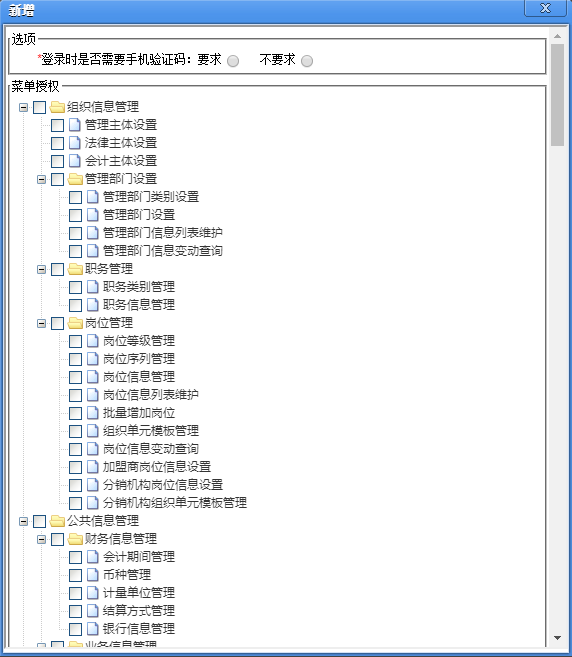 新增
选项
*登录时是否需要手机验证码：要求 不要求
菜单授权
组织信息管理
管理主体设置
法律主体设置
会计主体设置
管理部门设置
管理部门类别设置
管理部门设置
管理部门信息列表维护
管理部门信息变动查询
职务管理
职务类别管理
职务信息管理
岗位管理
岗位等级管理
岗位序列管理
岗位信息管理
岗位信息列表维护
批量增加岗位
组织单元模板管理
岗位信息变动查询
加盟商岗位信息设置
分销机构岗位信息设置
分销机构组织单元模板管理
公共信息管理
财务信息管理
会计期间管理
币种管理
计量单位管理
结算方式管理
银行信息管理
业务信息管理